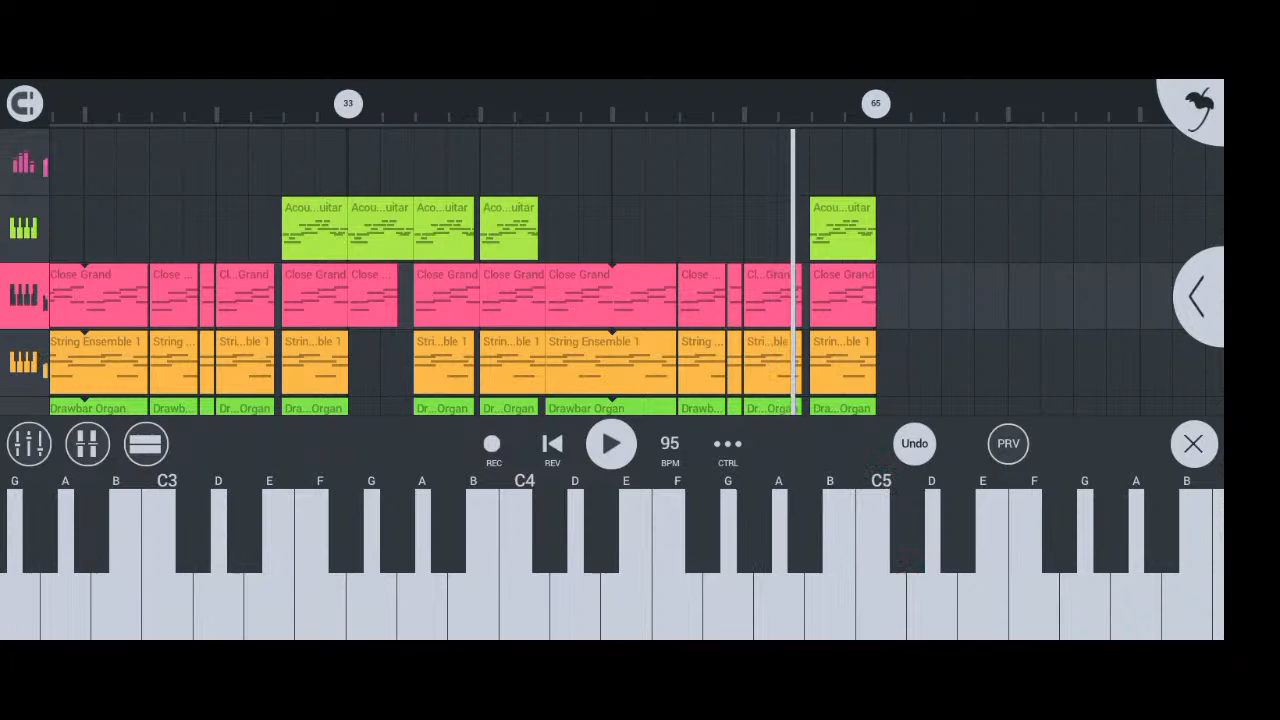 33 65
Acou...uitar Acou...uitar Aco...uitar Aco...uitar Acou...uitar
Close Grand Close ... Cl...Grand Close Grand Close ... Close Grand Close Grand Close Grand Close ... Cl...Grand Close Grand
String Ensemble 1 String ... Stri...ble 1 Strin...ble 1 Stri...ble 1 Strin...ble 1 String Ensemble 1 String ... Stri...ble Strin...ble 1
Drawbar Organ Drawb... Dr...Organ Dra...Organ Dr...Organ Dr...Organ Drawbar Organ Drawb... Dr...Organ Dra...Organ
95 Undo PRV
REC REV BPM CTRL
G A B C3 D E F G A B C4 D E F G A B C5 D E F G A B